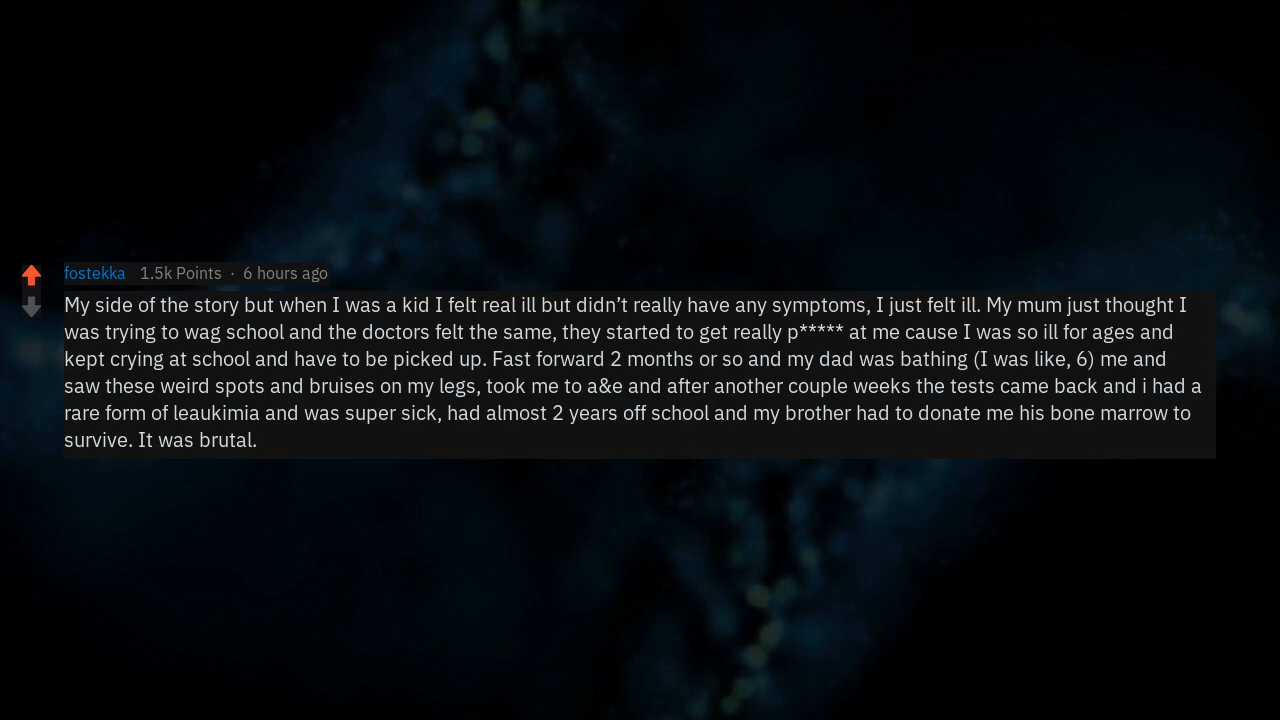 fostekka 1.5k Points · 6 hours ago
My side of the story but when I was a kid I felt real ill but didn’t really have any symptoms, I just felt ill. My mum just thought I
was trying to wag school and the doctors felt the same, they started to get really p***** at me cause I was so ill for ages and
kept crying at school and have to be picked up. Fast forward 2 months or so and my dad was bathing (I was like, 6) me and
saw these weird spots and bruises on my legs, took me to a&e and after another couple weeks the tests came back and i had a
rare form of leaukimia and was super sick, had almost 2 years off school and my brother had to donate me his bone marrow to
survive. It was brutal.